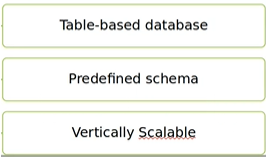 Table-based database
Predefined schema
Vertically Scalable